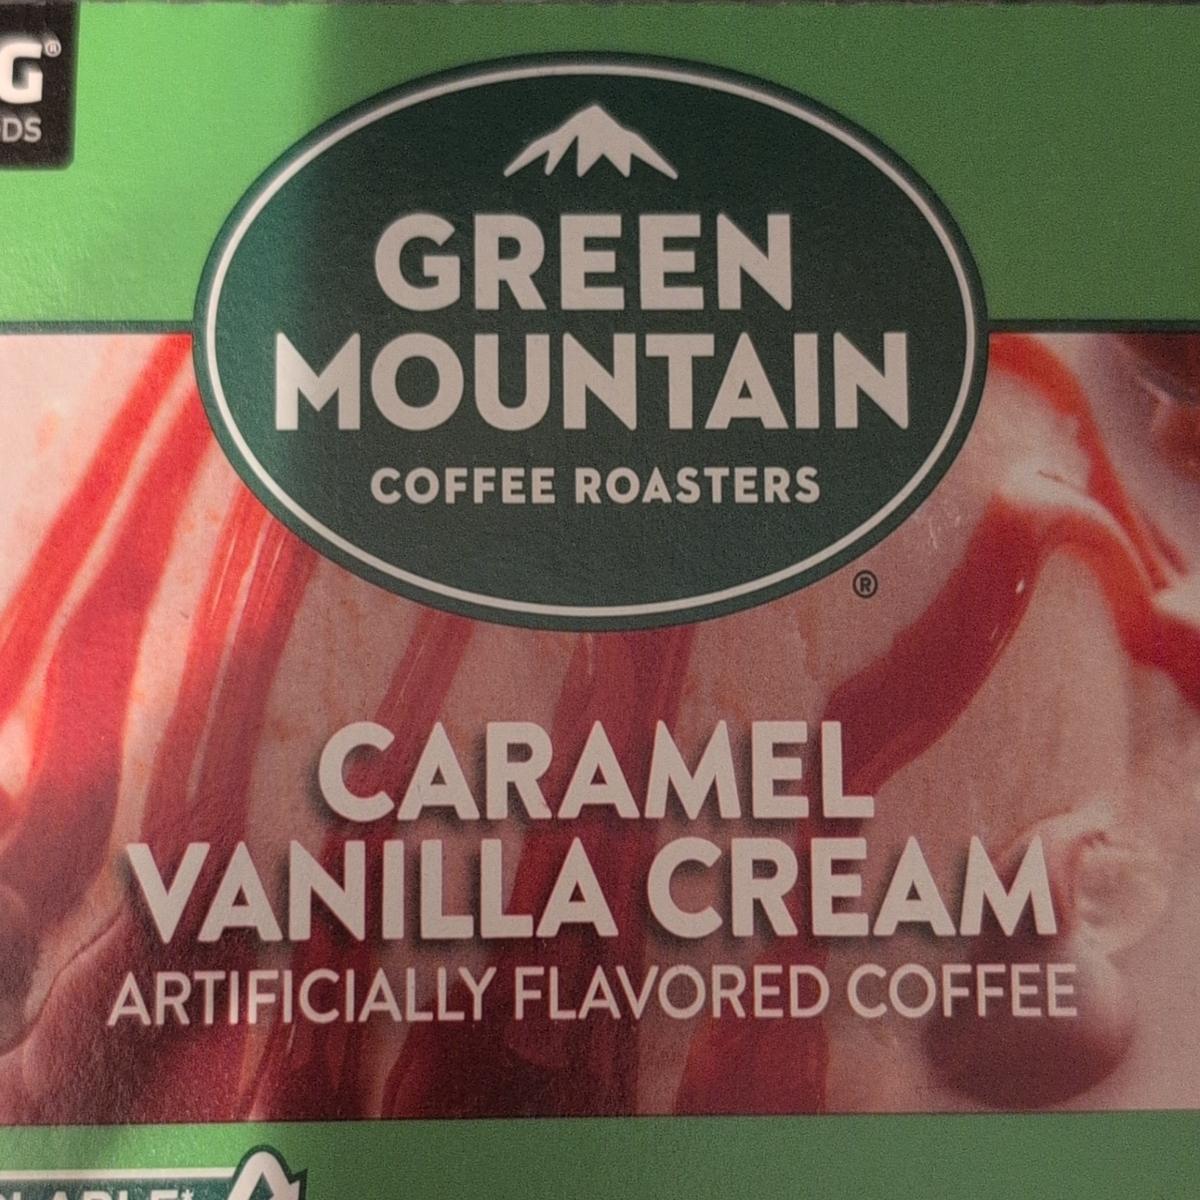 GREEN
MOUNTAIN
COFFEE ROASTERS
®
CARAMEL
VANILLA CREAM
ARTIFICIALLY FLAVORED COFFEE